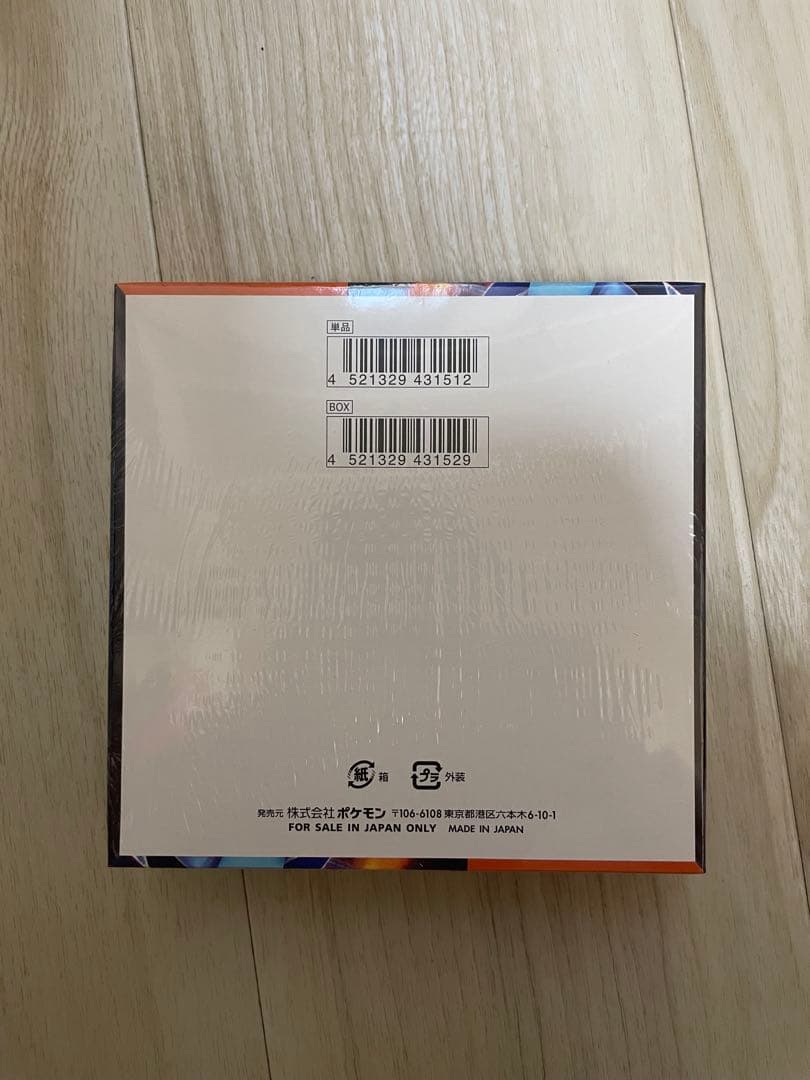 単品
4 521329 431512
BOX
4 521329 431529
紙 箱 プラ 外装
発売元 株式会社 ポケモン 〒106-6108 東京都港区六本木6-10-1
FOR SALE IN JAPAN ONLY MADE IN JAPAN